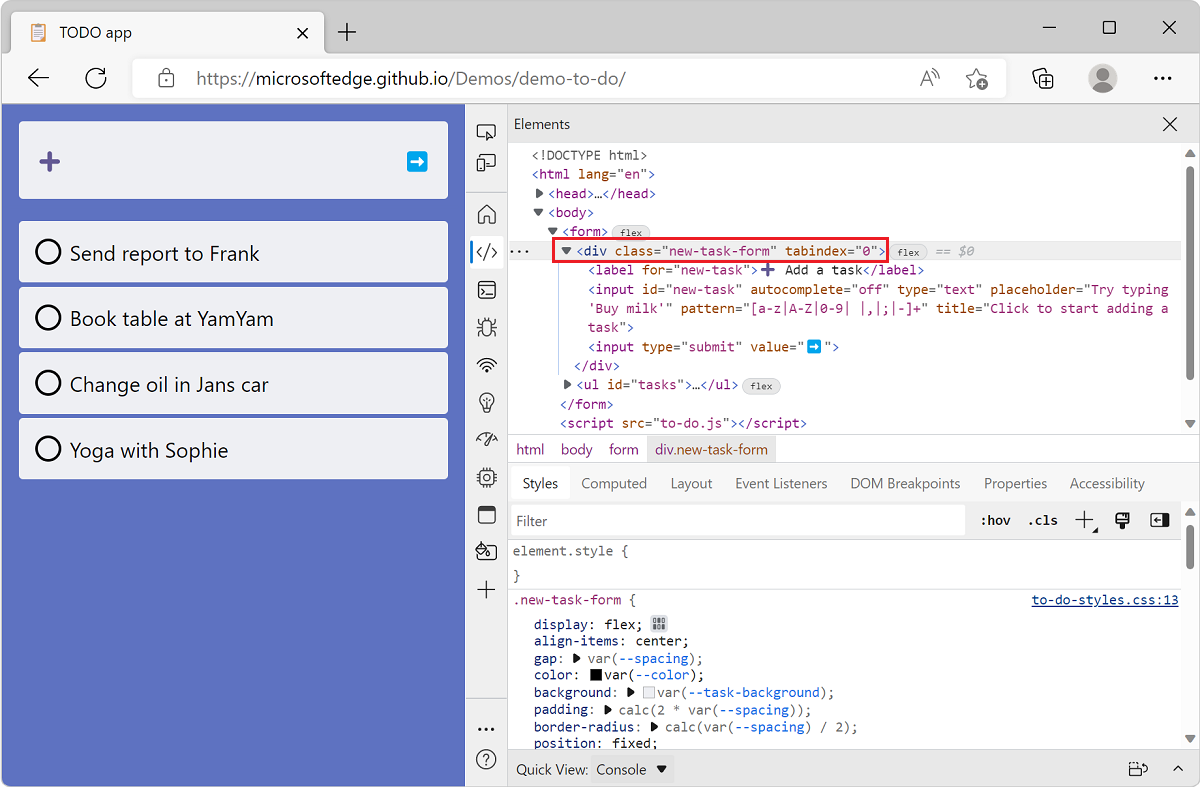 TODO app
https://microsoftedge.github.io/Demos/demo-to-do/
Send report to Frank
Book table at YamYam
Change oil in Jans car
Yoga with Sophie
Elements
<!DOCTYPE html>
<html lang="en">
<head>…</head>
<body>
<form> flex
<div class="new-task-form" tabindex="0"> flex == $0
<label for="new-task">➕ Add a task</label>
<input id="new-task" autocomplete="off" type="text" placeholder="Try typing
'Buy milk'" pattern="[a-z|A-Z|0-9| |,|;|-]+" title="Click to start adding a
task">
<input type="submit" value="➡️">
</div>
<ul id="tasks">…</ul> flex
</form>
<script src="to-do.js"></script>
html body form div.new-task-form
Styles Computed Layout Event Listeners DOM Breakpoints Properties Accessibility
Filter :hov .cls
element.style {
}
.new-task-form { to-do-styles.css:13
display: flex;
align-items: center;
gap: var(--spacing);
color: var(--color);
background: var(--task-background);
padding: calc(2 * var(--spacing));
border-radius: calc(var(--spacing) / 2);
position: fixed;
Quick View: Console